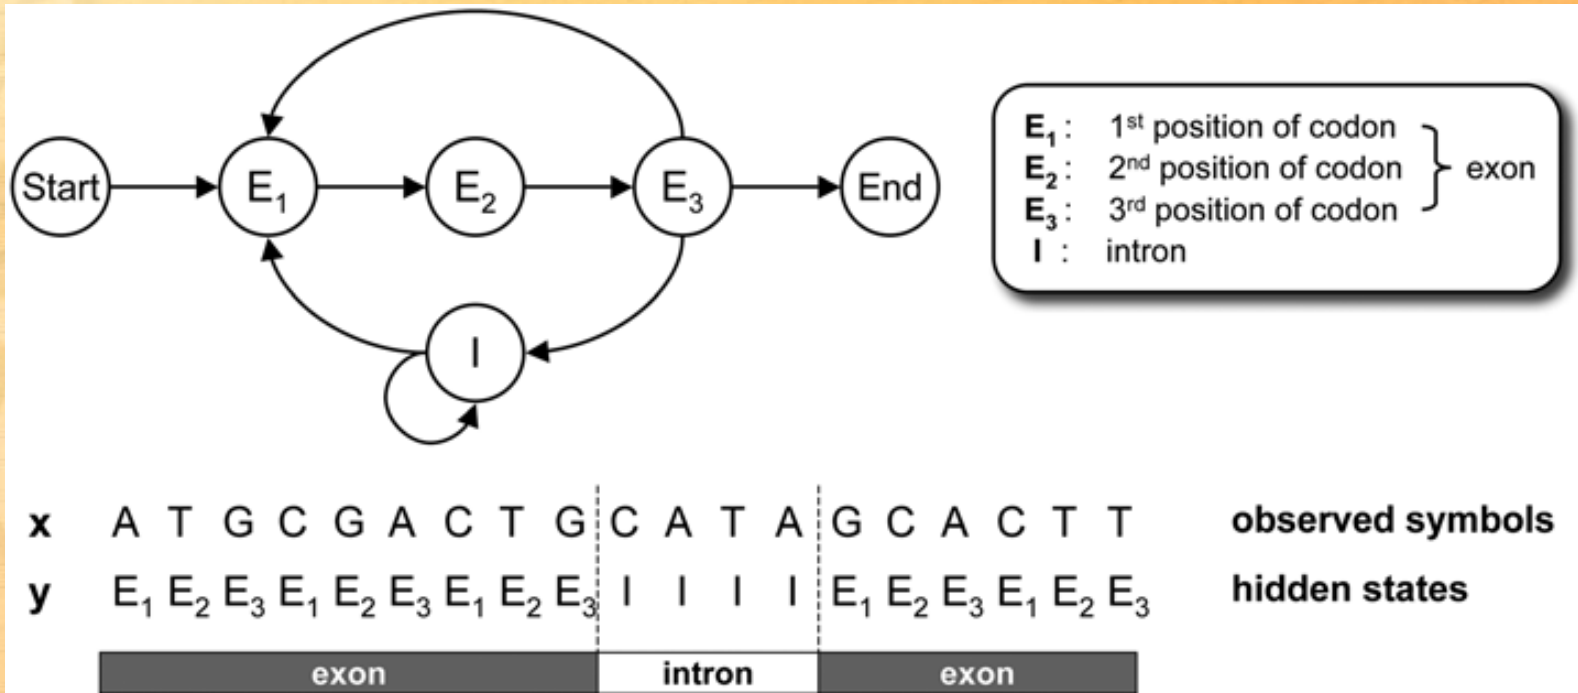 Start E₁ E₂ E₃ End
I
E₁ : 1ˢᵗ position of codon
E₂ : 2ⁿᵈ position of codon
E₃ : 3ʳᵈ position of codon
exon
I : intron
x A T G C G A C T G C A T A G C A C T T observed symbols
y E₁ E₂ E₃ E₁ E₂ E₃ E₁ E₂ E₃ I I I I E₁ E₂ E₃ E₁ E₂ E₃ hidden states
exon intron exon